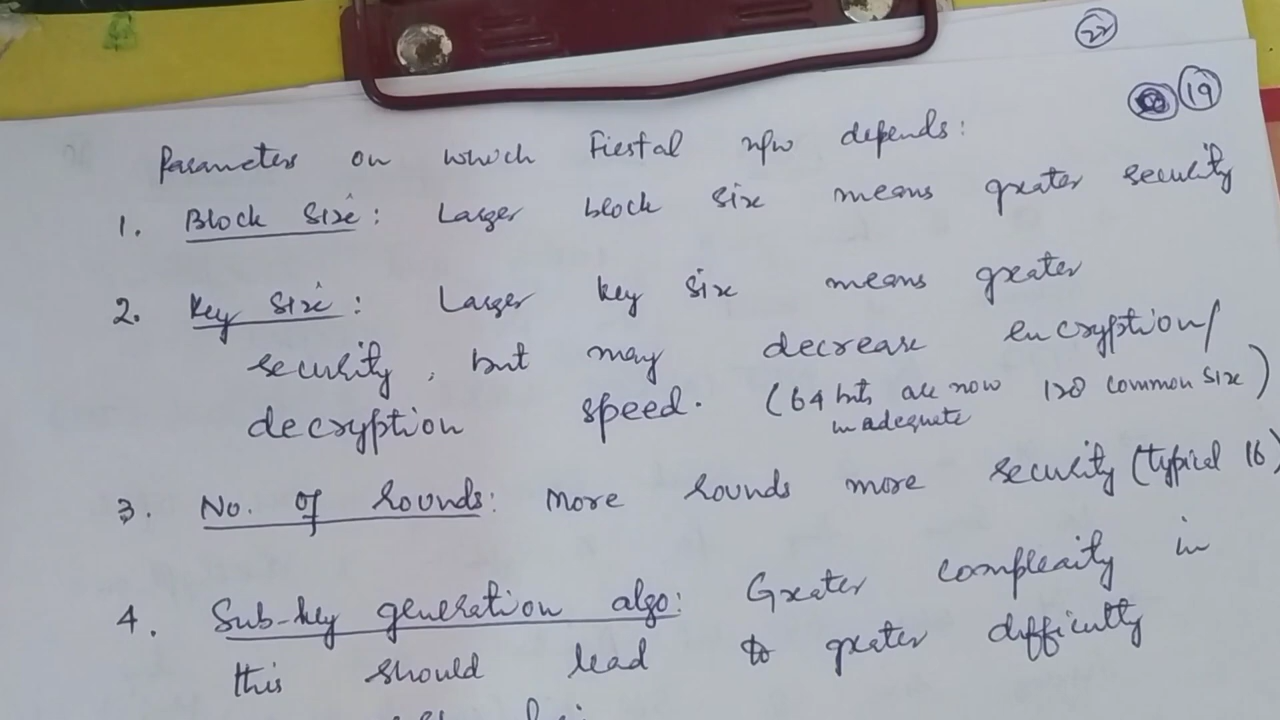 22
19
Parameters on which Fiestal n/w depends:
1. Block Size: Larger block size means greater security
2. Key Size: Larger key size means greater
security, but may decrease encryption/
decryption speed. (64 bits are now 128 common size)
inadequate
3. No. of rounds: More rounds more security (typical 16)
4. Sub-key generation algo: Greater complexity in
this should lead to greater difficulty